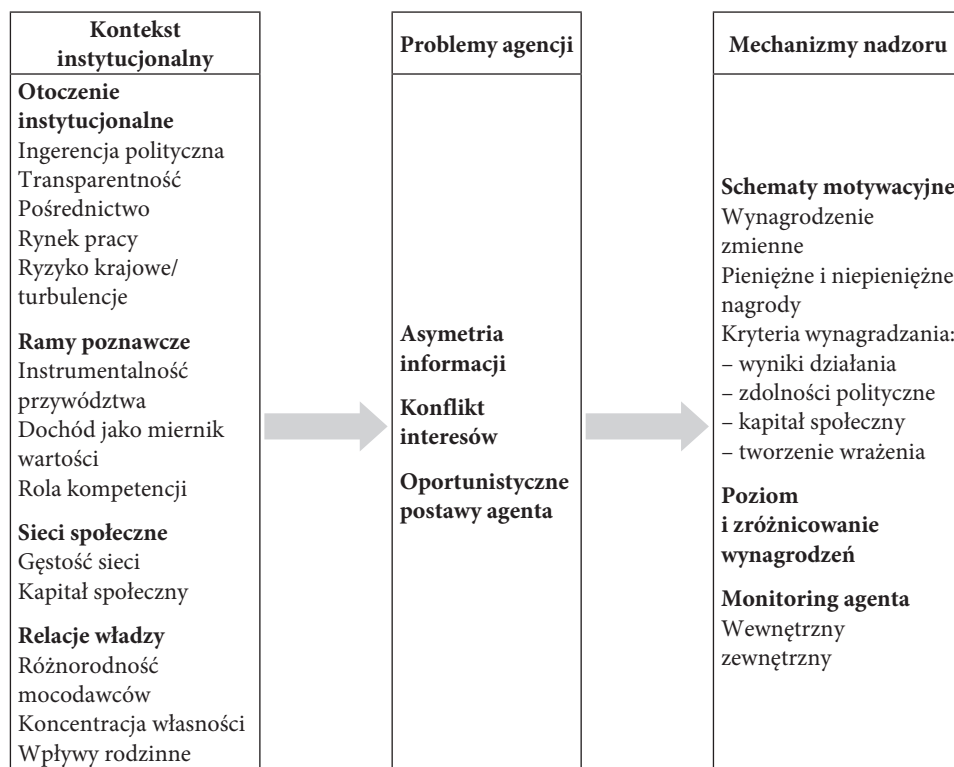 Kontekst
instytucjonalny
Otoczenie
instytucjonalne
Ingerencja polityczna
Transparentność
Pośrednictwo
Rynek pracy
Ryzyko krajowe/
turbulencje
Ramy poznawcze
Instrumentalność
przywództwa
Dochód jako miernik
wartości
Rola kompetencji
Sieci społeczne
Gęstość sieci
Kapitał społeczny
Relacje władzy
Różnorodność
mocodawców
Koncentracja własności
Wpływy rodzinne
Problemy agencji
Asymetria
informacji
Konflikt
interesów
Oportunistyczne
postawy agenta
Mechanizmy nadzoru
Schematy motywacyjne
Wynagrodzenie
zmienne
Pieniężne i niepieniężne
nagrody
Kryteria wynagradzania:
– wyniki działania
– zdolności polityczne
– kapitał społeczny
– tworzenie wrażenia
Poziom
i zróżnicowanie
wynagrodzeń
Monitoring agenta
Wewnętrzny
zewnętrzny